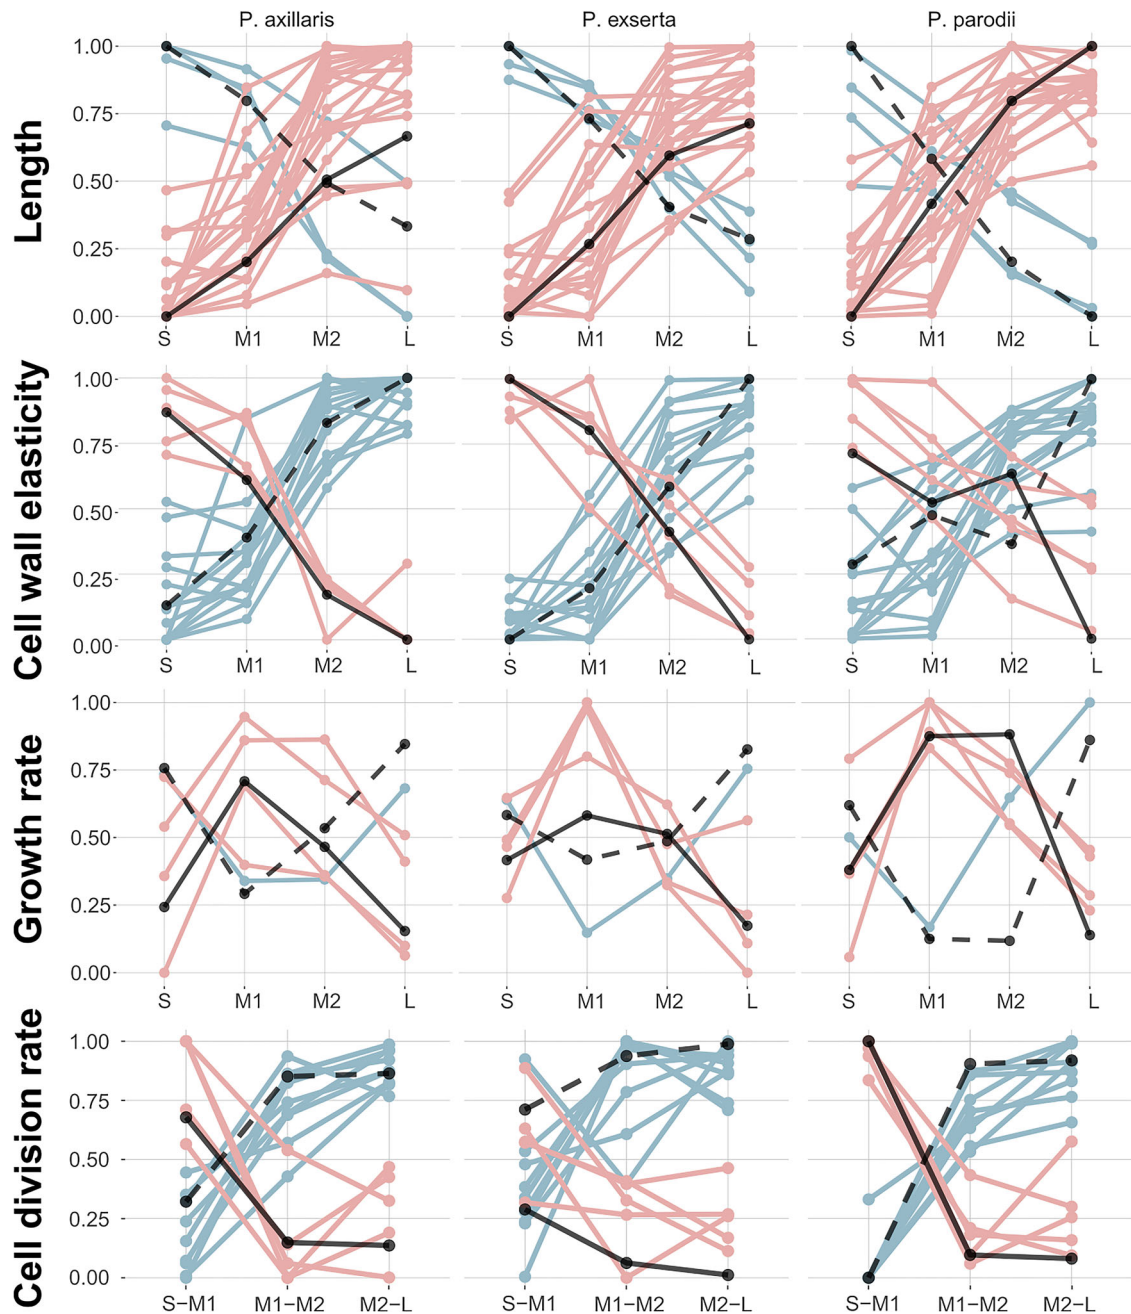 P. axillaris P. exserta P. parodii
Length
1.00
0.75
0.50
0.25
0.00
S M1 M2 L S M1 M2 L S M1 M2 L
Cell wall elasticity
1.00
0.75
0.50
0.25
0.00
S M1 M2 L S M1 M2 L S M1 M2 L
Growth rate
1.00
0.75
0.50
0.25
0.00
S M1 M2 L S M1 M2 L S M1 M2 L
Cell division rate
1.00
0.75
0.50
0.25
0.00
S−M1 M1−M2 M2−L S−M1 M1−M2 M2−L S−M1 M1−M2 M2−L